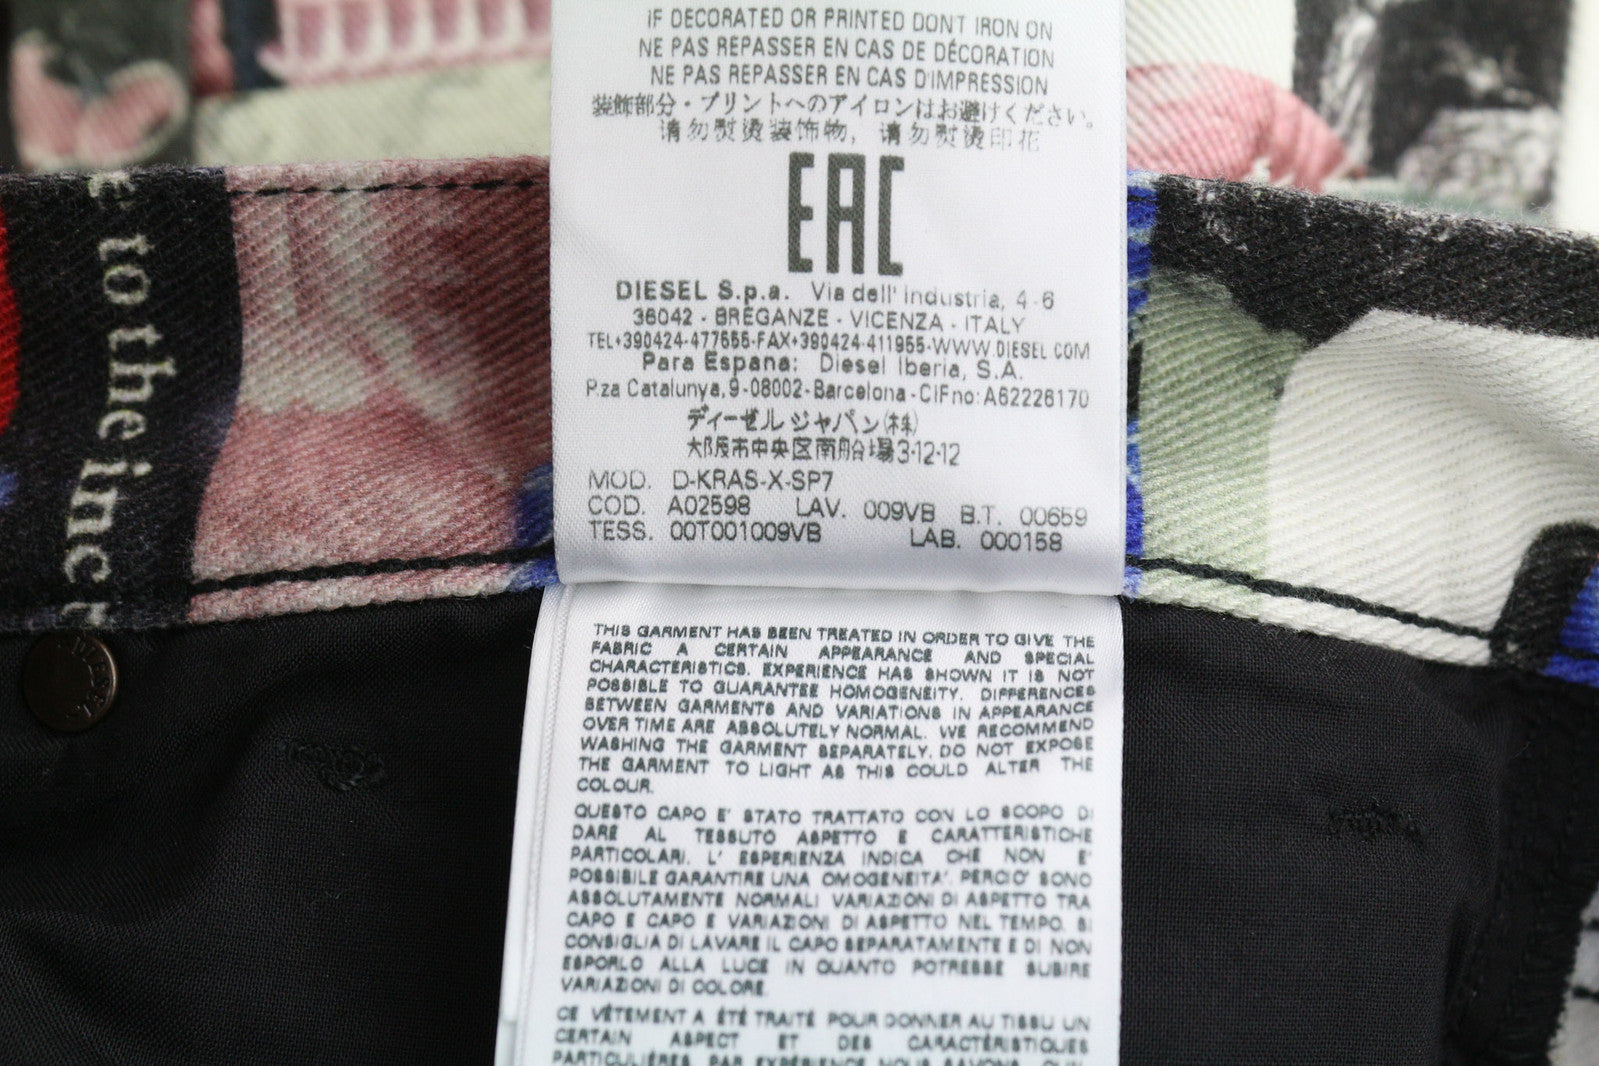 IF DECORATED OR PRINTED DONT IRON ON
NE PAS REPASSER EN CAS DE DÉCORATION
NE PAS REPASSER EN CAS D'IMPRESSION
装飾部分・プリントへのアイロンはお避けください。
请勿熨烫装饰物，请勿熨烫印花
EAC
DIESEL S.p.a. Via dell' Industria, 4-6
36042 - BREGANZE - VICENZA - ITALY
TEL+390424-477555-FAX+390424-411955-WWW.DIESEL.COM
Para Espana: Diesel Iberia, S.A.
P.za Catalunya,9-08002-Barcelona-CIFno:A62226170
ディーゼル ジャパン(株)
大阪市中央区南船場3-12-12
MOD. D-KRAS-X-SP7
COD. A02598 LAV. 009VB B.T. 00659
TESS. 00T001009VB LAB. 000158
THIS GARMENT HAS BEEN TREATED IN ORDER TO GIVE THE
FABRIC A CERTAIN APPEARANCE AND SPECIAL
CHARACTERISTICS. EXPERIENCE HAS SHOWN IT IS NOT
POSSIBLE TO GUARANTEE HOMOGENEITY. DIFFERENCES
BETWEEN GARMENTS AND VARIATIONS IN APPEARANCE
OVER TIME ARE ABSOLUTELY NORMAL. WE RECOMMEND
WASHING THE GARMENT SEPARATELY. DO NOT EXPOSE
THE GARMENT TO LIGHT AS THIS COULD ALTER THE
COLOUR.
QUESTO CAPO E' STATO TRATTATO CON LO SCOPO DI
DARE AL TESSUTO ASPETTO E CARATTERISTICHE
PARTICOLARI. L' ESPERIENZA INDICA CHE NON E'
POSSIBILE GARANTIRE UNA OMOGENEITA'. PERCIO' SONO
ASSOLUTAMENTE NORMALI VARIAZIONI DI ASPETTO TRA
CAPO E CAPO E VARIAZIONI DI ASPETTO NEL TEMPO. SI
CONSIGLIA DI LAVARE IL CAPO SEPARATAMENTE E DI NON
ESPORLO ALLA LUCE IN QUANTO POTREBBE SUBIRE
VARIAZIONI DI COLORE.
CE VÊTEMENT A ÉTÉ TRAITÉ POUR DONNER AU TISSU UN
CERTAIN ASPECT ET DES CARACTÉRISTIQUES
PARTICULIÈRES. PAR EXPÉRIENCE NOUS SAVONS
to the
DIESEL